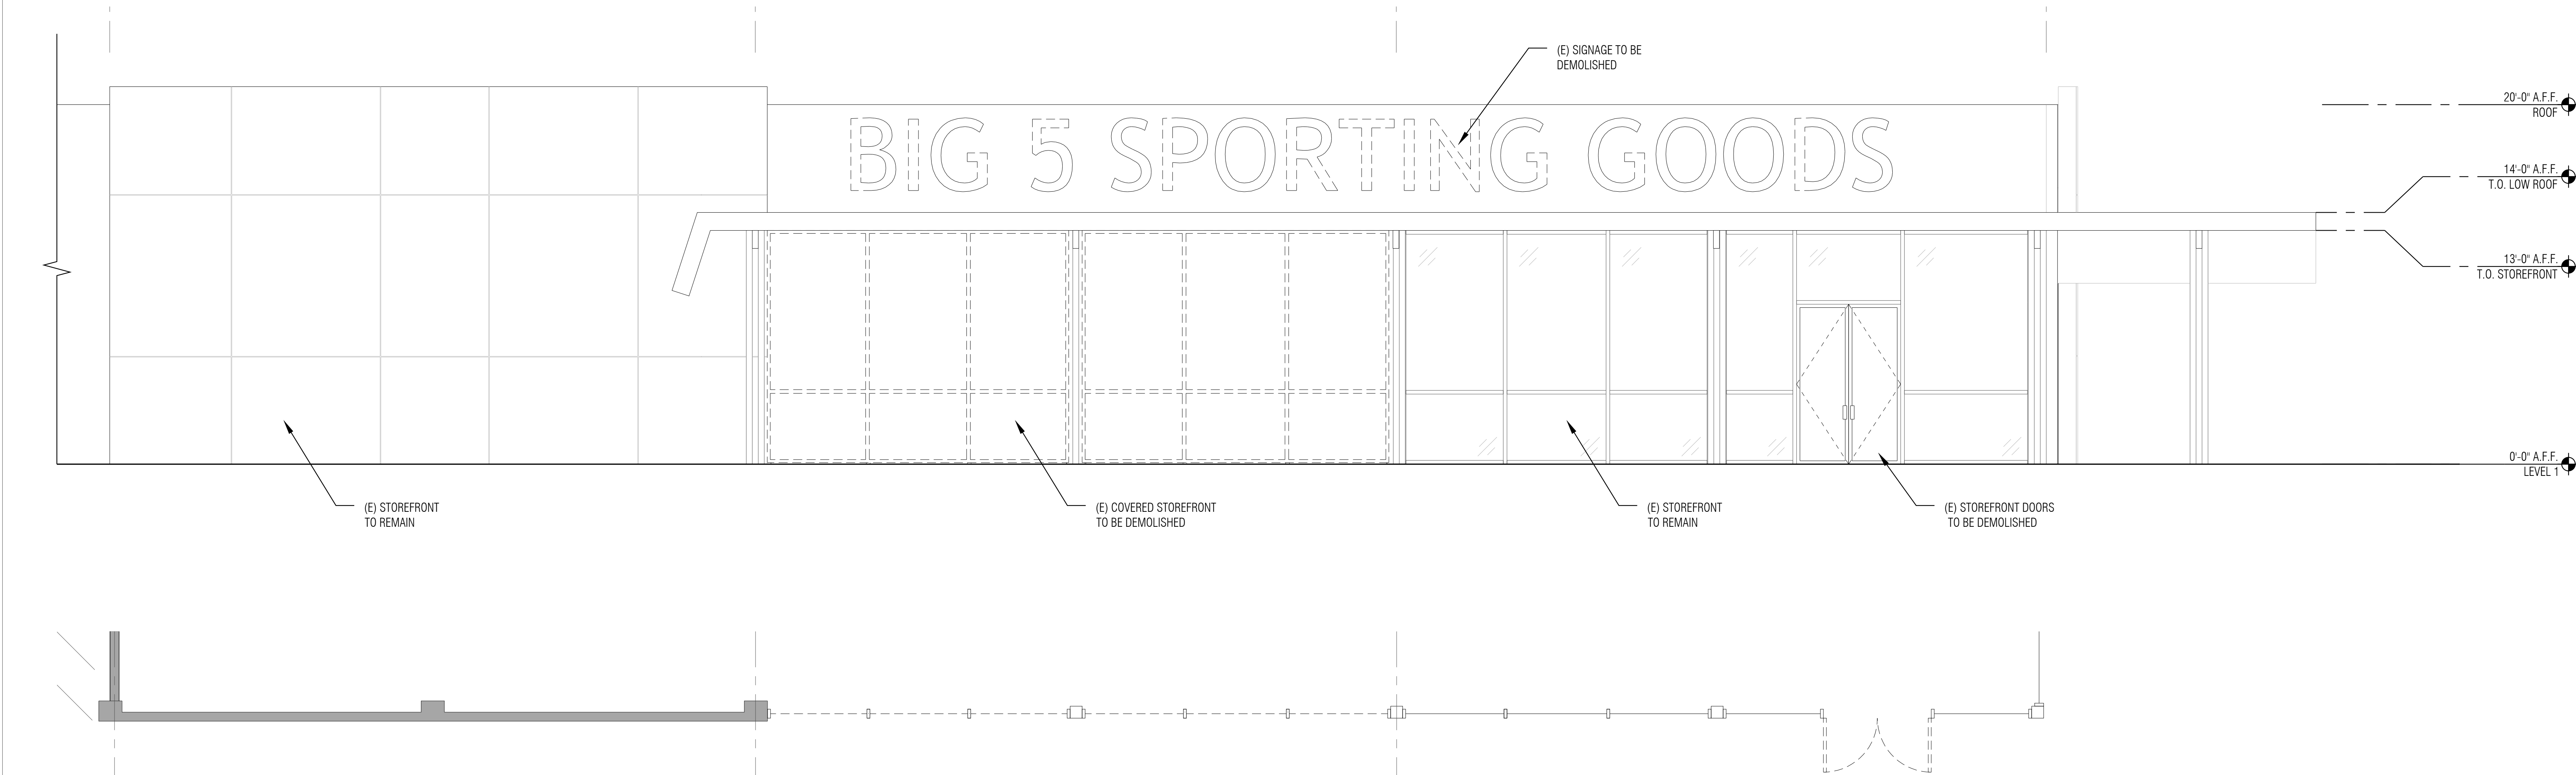 (E) SIGNAGE TO BE
DEMOLISHED
BIG 5 SPORTING GOODS
20'-0" A.F.F.
ROOF
14'-0" A.F.F.
T.O. LOW ROOF
13'-0" A.F.F.
T.O. STOREFRONT
0'-0" A.F.F.
LEVEL 1
(E) STOREFRONT
TO REMAIN
(E) COVERED STOREFRONT
TO BE DEMOLISHED
(E) STOREFRONT
TO REMAIN
(E) STOREFRONT DOORS
TO BE DEMOLISHED